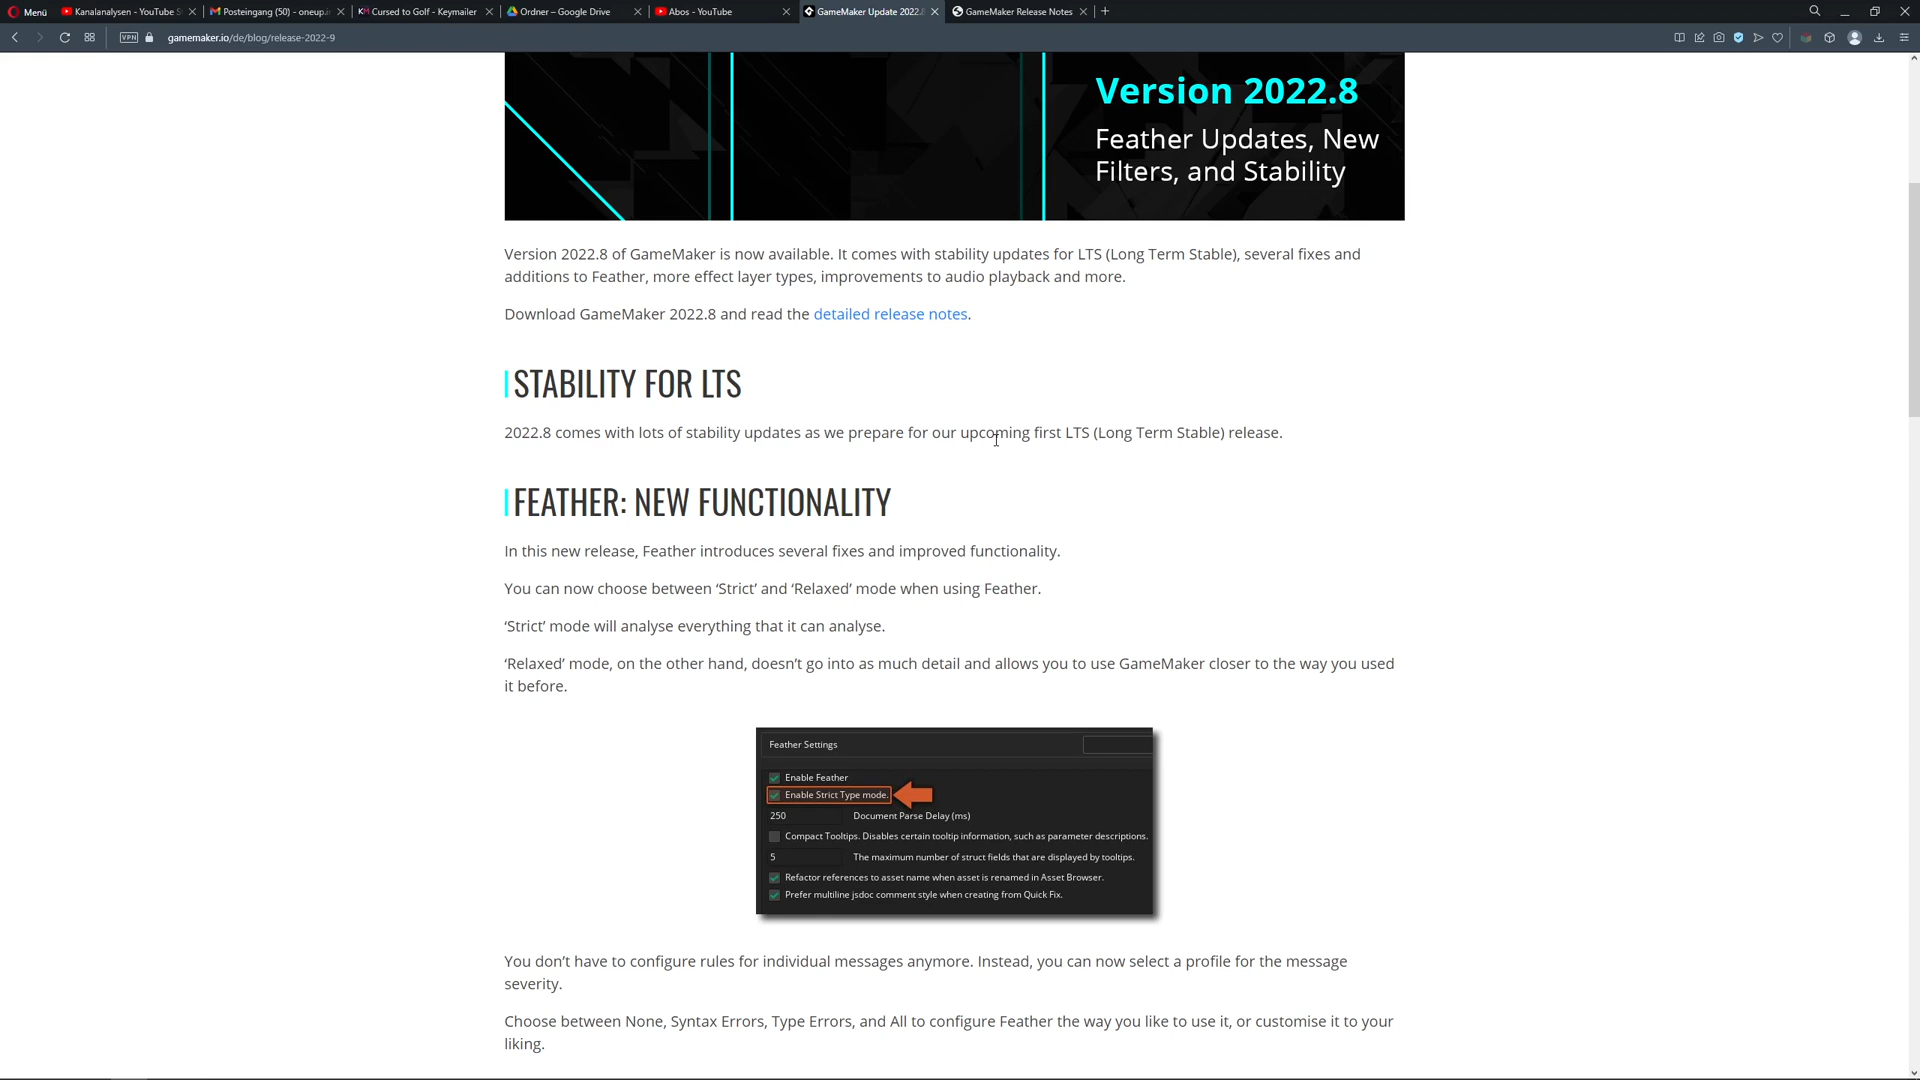 Menü
Kanalanalysen - YouTube S
Posteingang (50) - oneup.in
KM Cursed to Golf - Keymailer
Ordner – Google Drive
Abos - YouTube
GameMaker Update 2022.8
GameMaker Release Notes
VPN
gamemaker.io/de/blog/release-2022-9
Version 2022.8
Feather Updates, New
Filters, and Stability
Version 2022.8 of GameMaker is now available. It comes with stability updates for LTS (Long Term Stable), several fixes and
additions to Feather, more effect layer types, improvements to audio playback and more.
Download GameMaker 2022.8 and read the detailed release notes.
STABILITY FOR LTS
2022.8 comes with lots of stability updates as we prepare for our upcoming first LTS (Long Term Stable) release.
FEATHER: NEW FUNCTIONALITY
In this new release, Feather introduces several fixes and improved functionality.
You can now choose between ‘Strict’ and ‘Relaxed’ mode when using Feather.
‘Strict’ mode will analyse everything that it can analyse.
‘Relaxed’ mode, on the other hand, doesn’t go into as much detail and allows you to use GameMaker closer to the way you used
it before.
Feather Settings
Enable Feather
Enable Strict Type mode.
250 Document Parse Delay (ms)
Compact Tooltips. Disables certain tooltip information, such as parameter descriptions.
5 The maximum number of struct fields that are displayed by tooltips.
Refactor references to asset name when asset is renamed in Asset Browser.
Prefer multiline jsdoc comment style when creating from Quick Fix.
You don’t have to configure rules for individual messages anymore. Instead, you can now select a profile for the message
severity.
Choose between None, Syntax Errors, Type Errors, and All to configure Feather the way you like to use it, or customise it to your
liking.